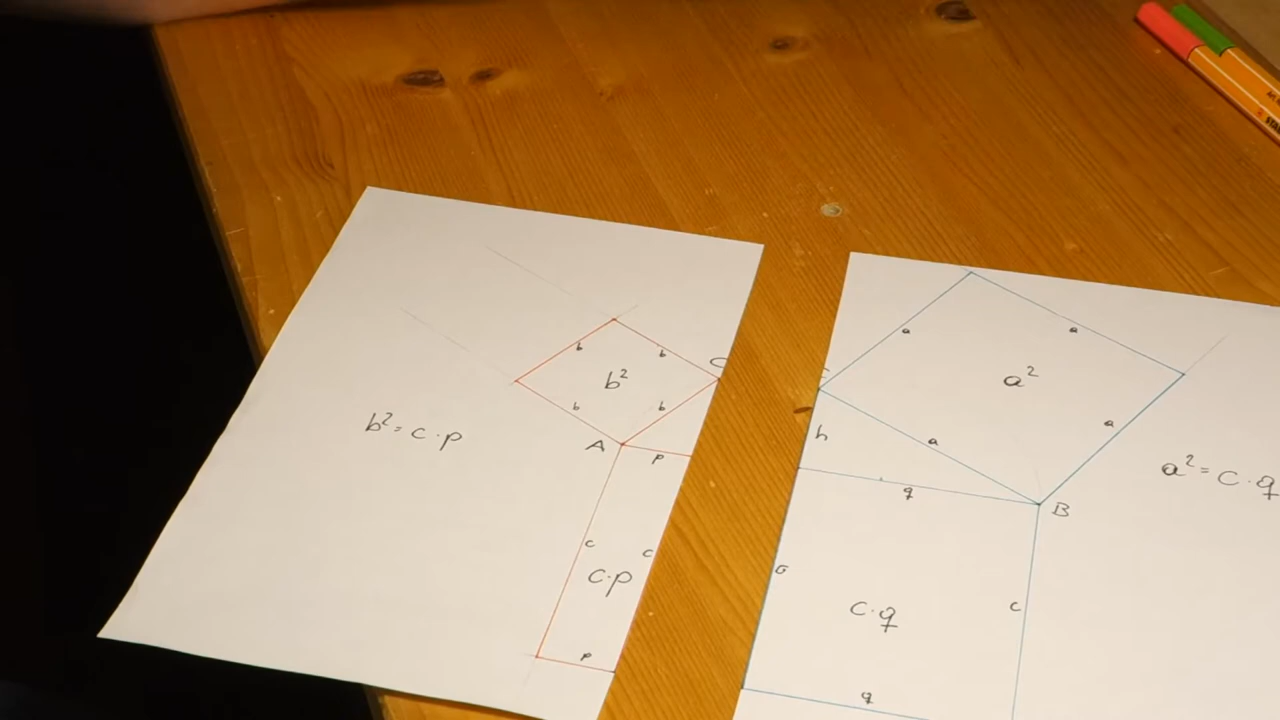 C
b
b
b²
b
b
A
p
b² = c · p
c
c
c·p
p
a
a
a²
a
a
h
q
B
a² = c · q
c
c·q
q